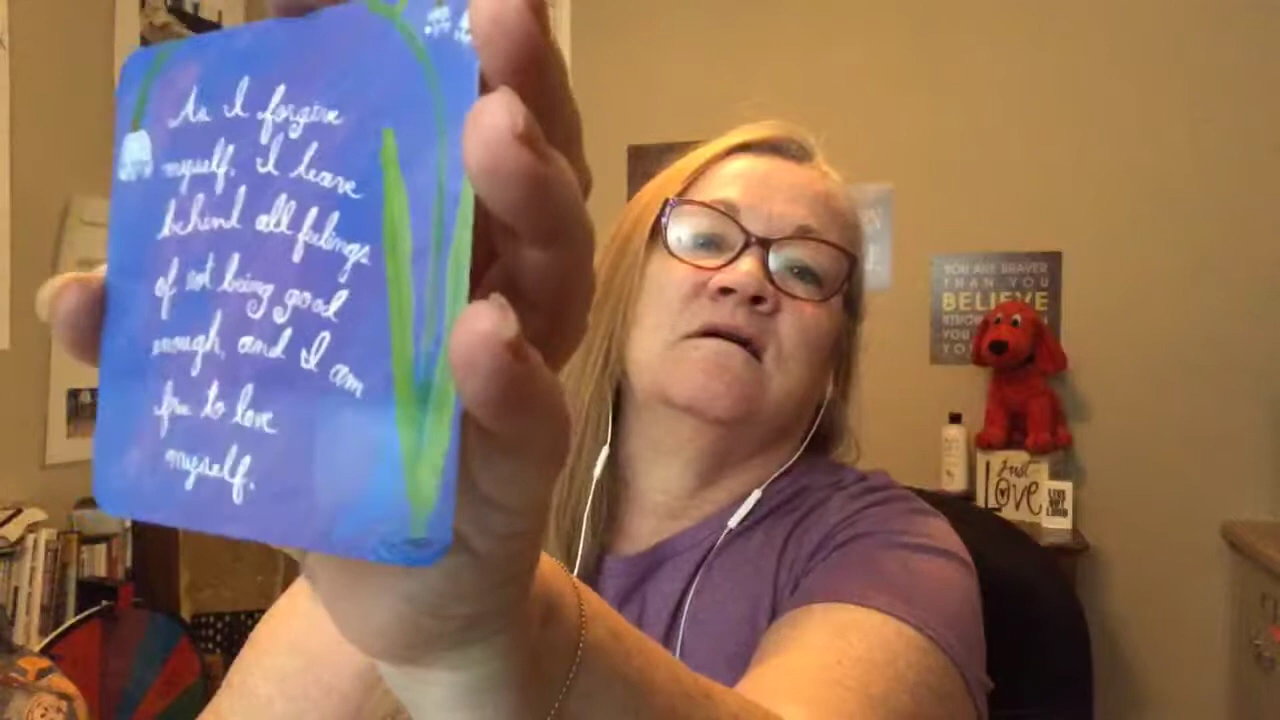 As I forgive
myself, I leave
behind all feelings
of not being good
enough, and I am
free to love
myself.
YOU ARE BRAVER
THAN YOU
BELIEVE
YOU
Just
Love